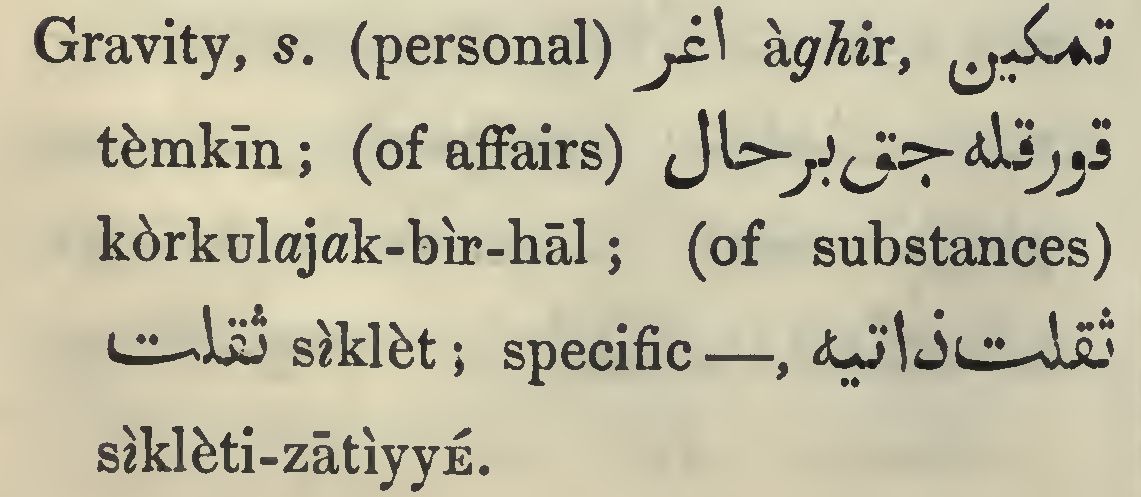 Gravity, s. (personal) اغر àghir, تمكين
tèmkīn ; (of affairs) قورقله جق برحال
kòrkulajak-bìr-hāl ; (of substances)
ثقلت sìklèt ; specific —, ثقلت ذاتيه
sìklèti-zātìyyÉ.